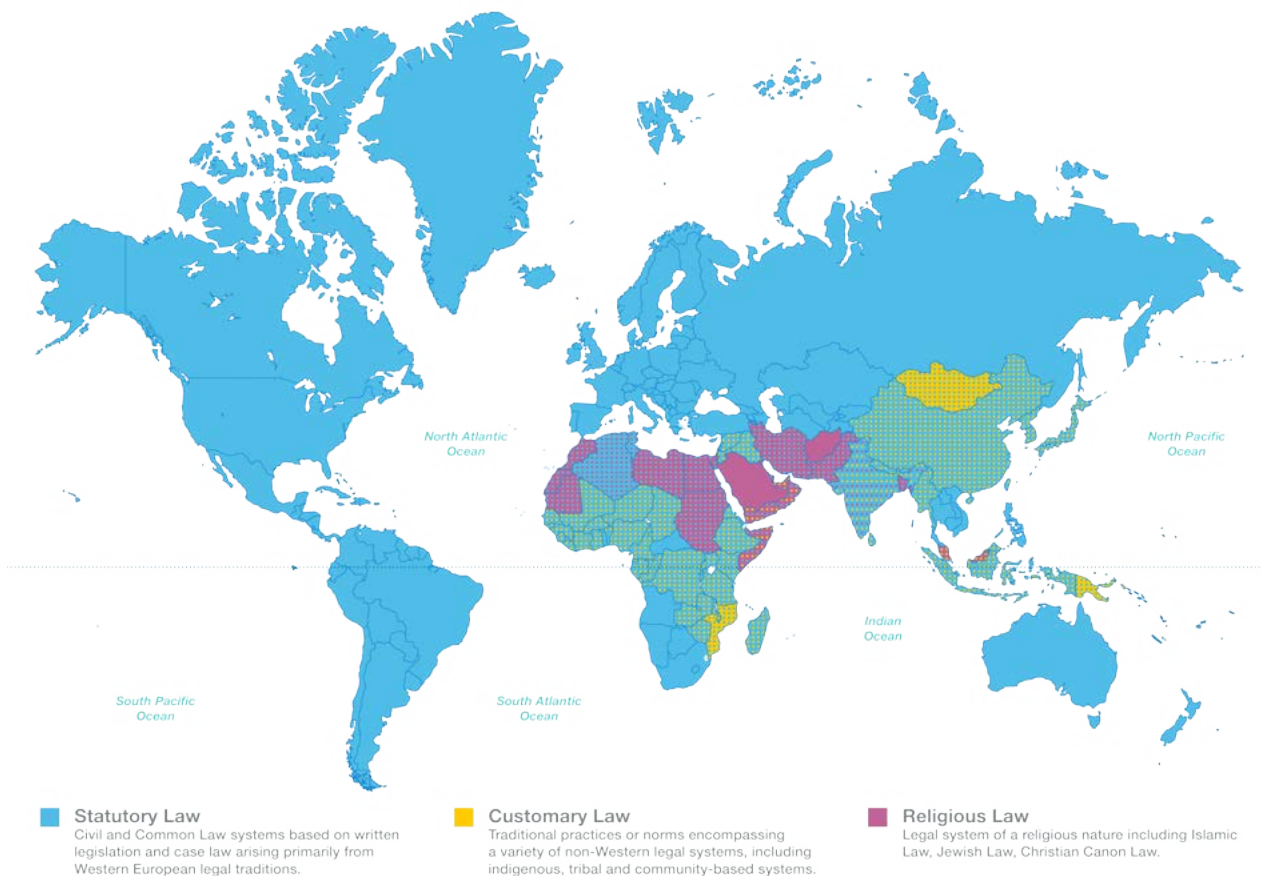 North Atlantic
Ocean
North Pacific
Ocean
Indian
Ocean
South Pacific
Ocean
South Atlantic
Ocean
Statutory Law
Civil and Common Law systems based on written
legislation and case law arising primarily from
Western European legal traditions.
Customary Law
Traditional practices or norms encompassing
a variety of non-Western legal systems, including
indigenous, tribal and community-based systems.
Religious Law
Legal system of a religious nature including Islamic
Law, Jewish Law, Christian Canon Law.